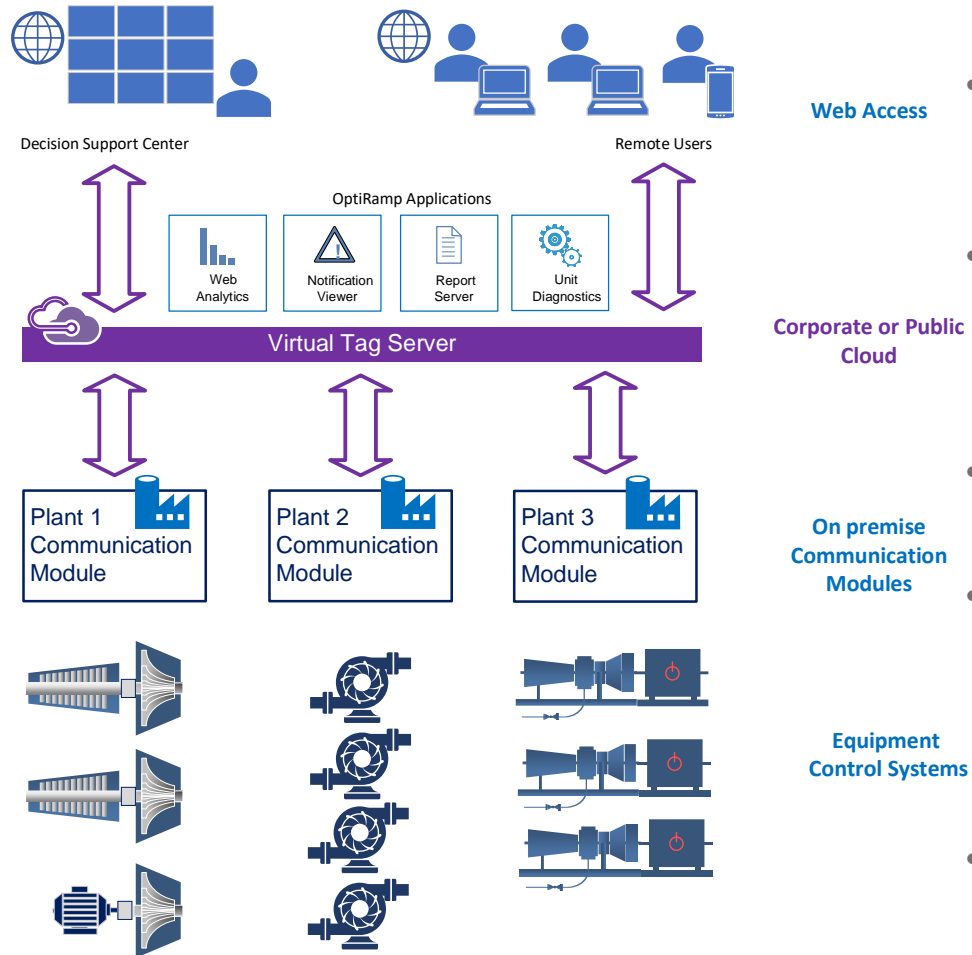 Decision Support Center
Remote Users
Web Access
OptiRamp Applications
Web
Analytics
Notification
Viewer
Report
Server
Unit
Diagnostics
Virtual Tag Server
Corporate or Public
Cloud
Plant 1
Communication
Module
Plant 2
Communication
Module
Plant 3
Communication
Module
On premise
Communication
Modules
Equipment
Control Systems